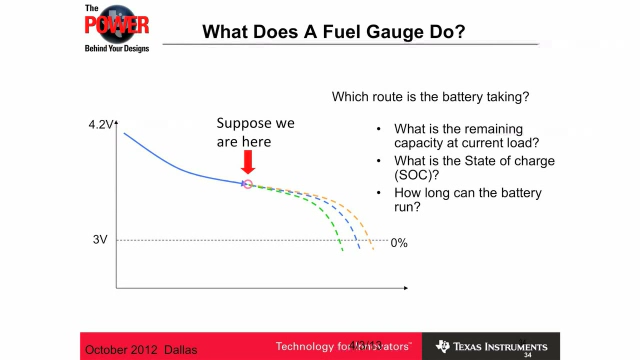 The
POWER
Behind Your Designs
What Does A Fuel Gauge Do?
Which route is the battery taking?
4.2V
Suppose we
are here
• What is the remaining
capacity at current load?
• What is the State of charge
(SOC)?
• How long can the battery
run?
3V
0%
October 2012 Dallas
Technology for Innovators™
TEXAS INSTRUMENTS
34